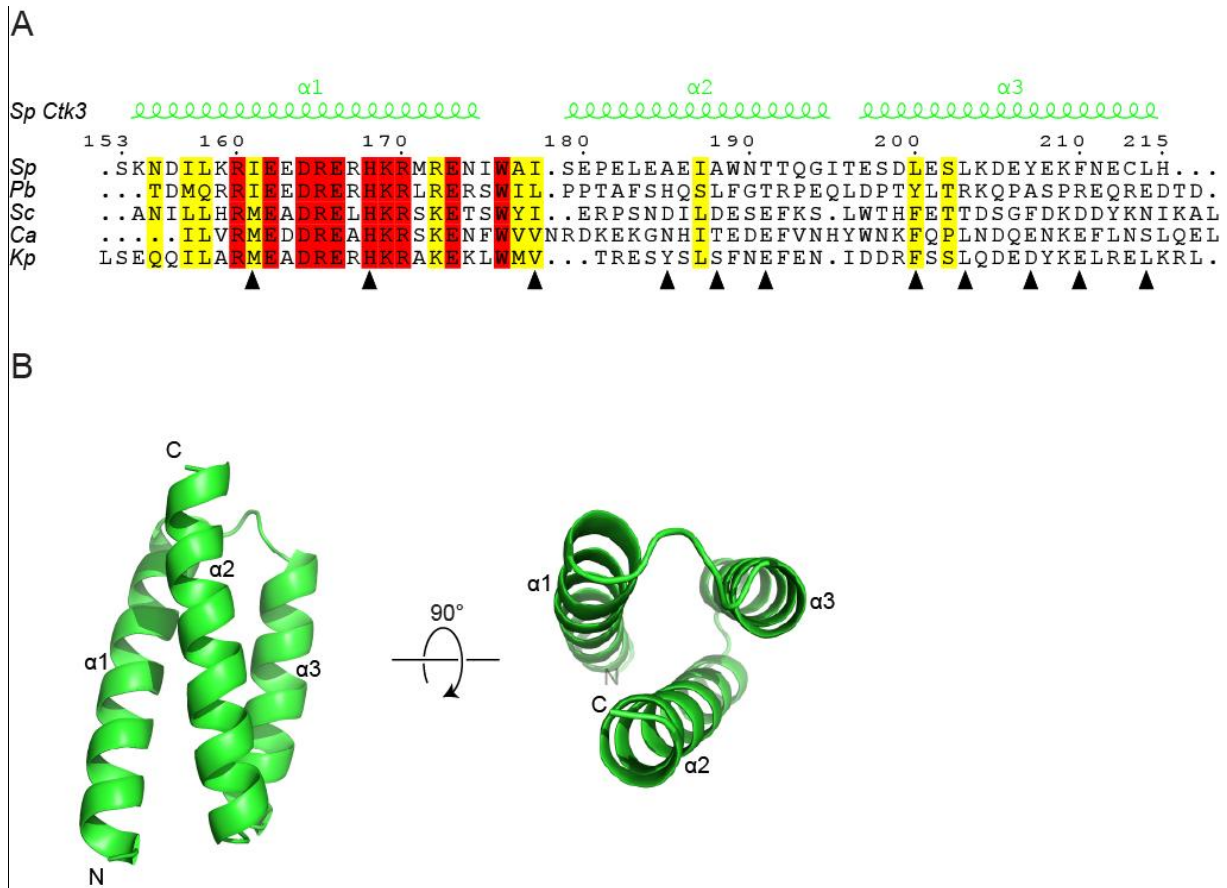 A
α1 α2 α3
Sp Ctk3
153 160 170 180 190 200 210 215
Sp .SKNDILKRIEEDRERHKRMRENIWAI.SEPELEAEIAWNTTQGITESDLESLKDEYEKFNECLH...
Pb ...TDMQRRIEEDRERHKRLRERSWIL.PPTAFSHQSLFGTRPEQLDPTYLTRKQPASPREQREDTD.
Sc ..ANILLHRMEADRELHKRSKETSWYI..ERPSNDILDESEFKS.LWTHFETTDSGFDKDDYKNIKAL
Ca .....ILVRMEDDREAHKRSKENFWVVNRDKEKGNHITEDEFVNHYWNKFQPLNDQENKEFLNSLQEL
Kp LSEQQILARMEADRERHKRAKEKLWMV...TRESYSLSFNEFEN.IDDRFSSLQDEDYKELRELKRL.
B
C
α2
α1
α3
N
90°
α1
α3
N
C
α2